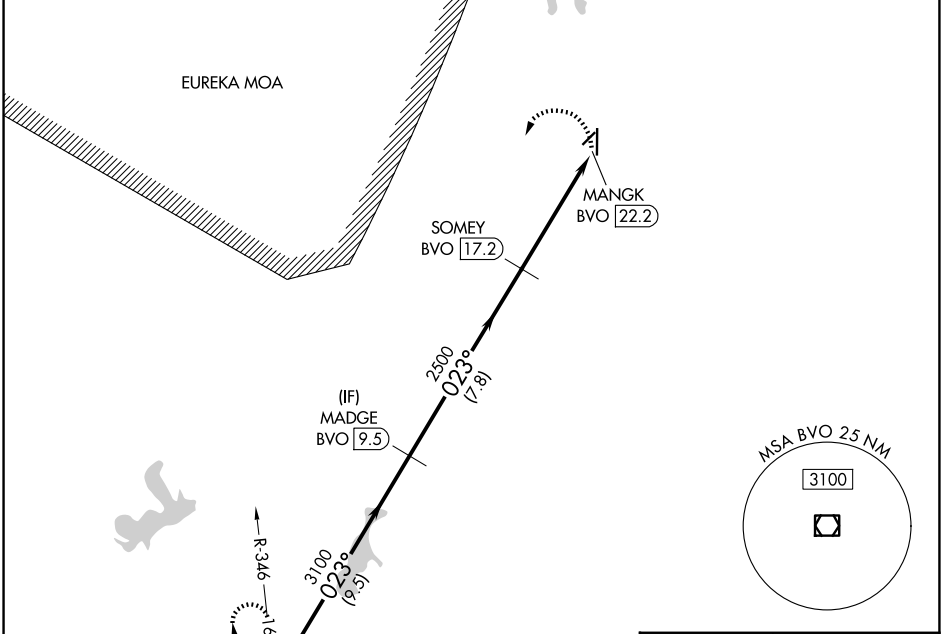 EUREKA MOA
MANGK
BVO 22.2
SOMEY
BVO 17.2
2500
023°
(7.8)
(IF)
MADGE
BVO 9.5
MSA BVO 25 NM
3100
R-346
3100
023°
(9.5)